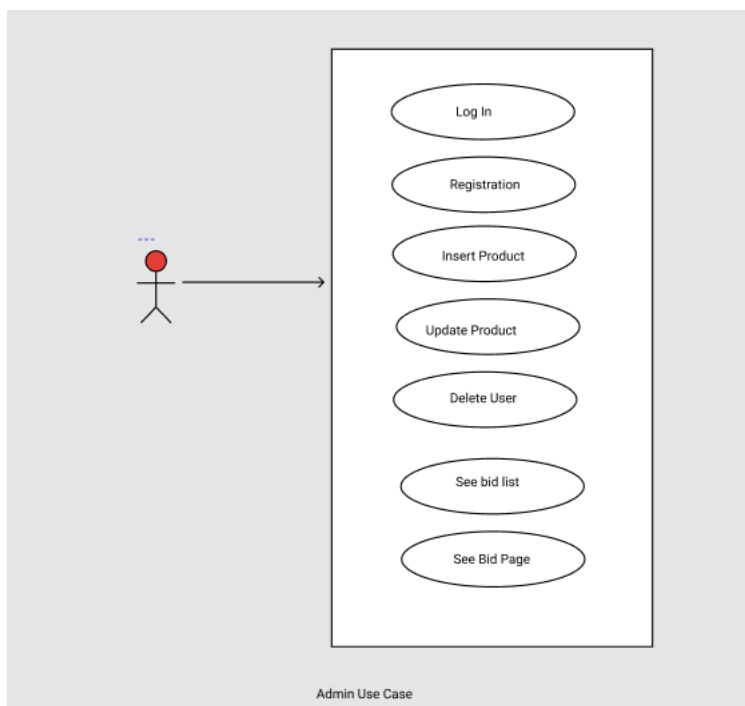 Log In
Registration
Insert Product
Update Product
Delete User
See bid list
See Bid Page
Admin Use Case